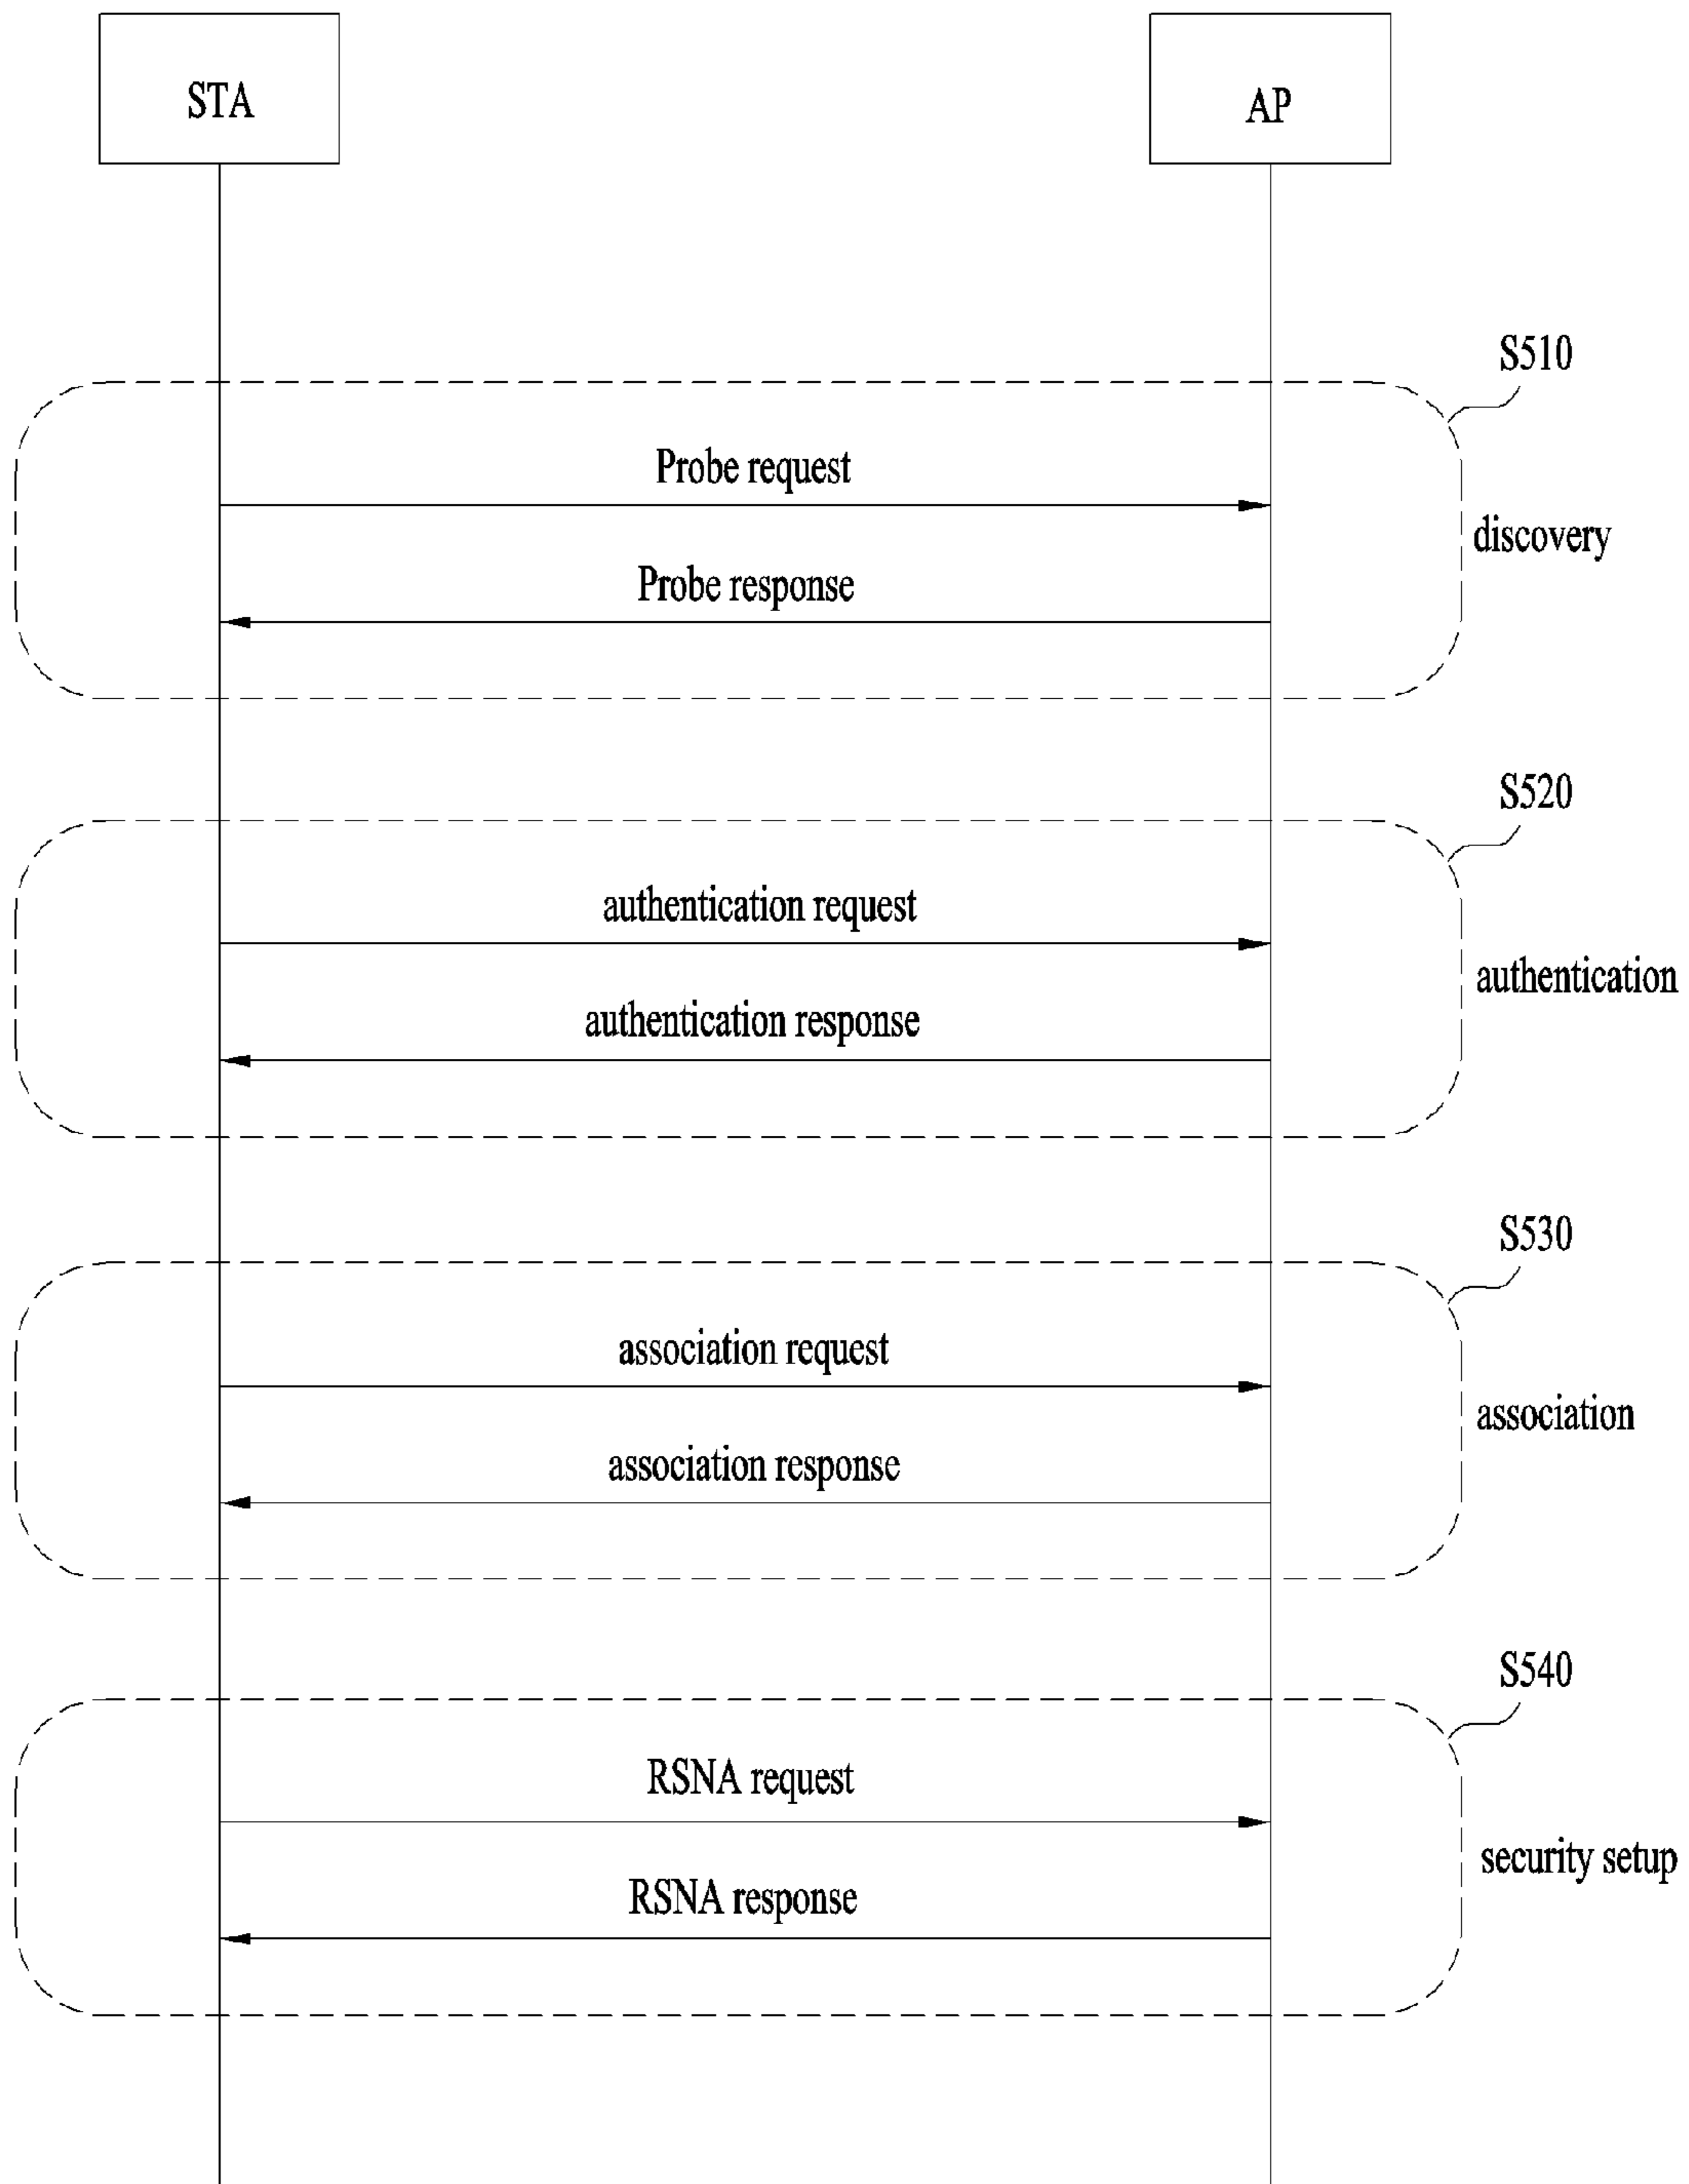 STA
AP
S510
Probe request
discovery
Probe response
S520
authentication request
authentication
authentication response
S530
association request
association
association response
S540
RSNA request
security setup
RSNA response